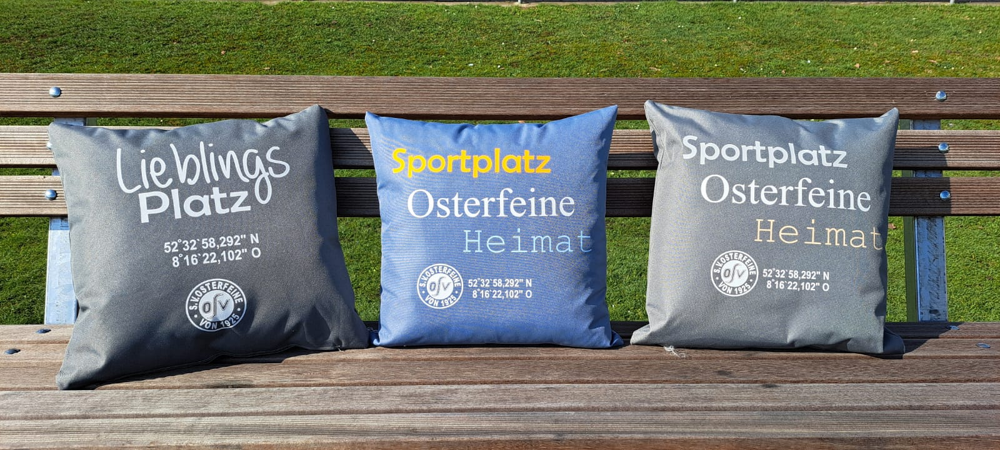 Lieblings
Platz
52°32`58,292" N
8°16`22,102" O
S.V.OSTERFEINE
OSV
· VON 1925 ·
Sportplatz
Osterfeine
Heimat
S.V.OSTERFEINE
OSV
· VON 1925 ·
52°32`58,292" N
8°16`22,102" O
Sportplatz
Osterfeine
Heimat
S.V.OSTERFEINE
OSV
· VON 1925 ·
52°32`58,292" N
8°16`22,102" O